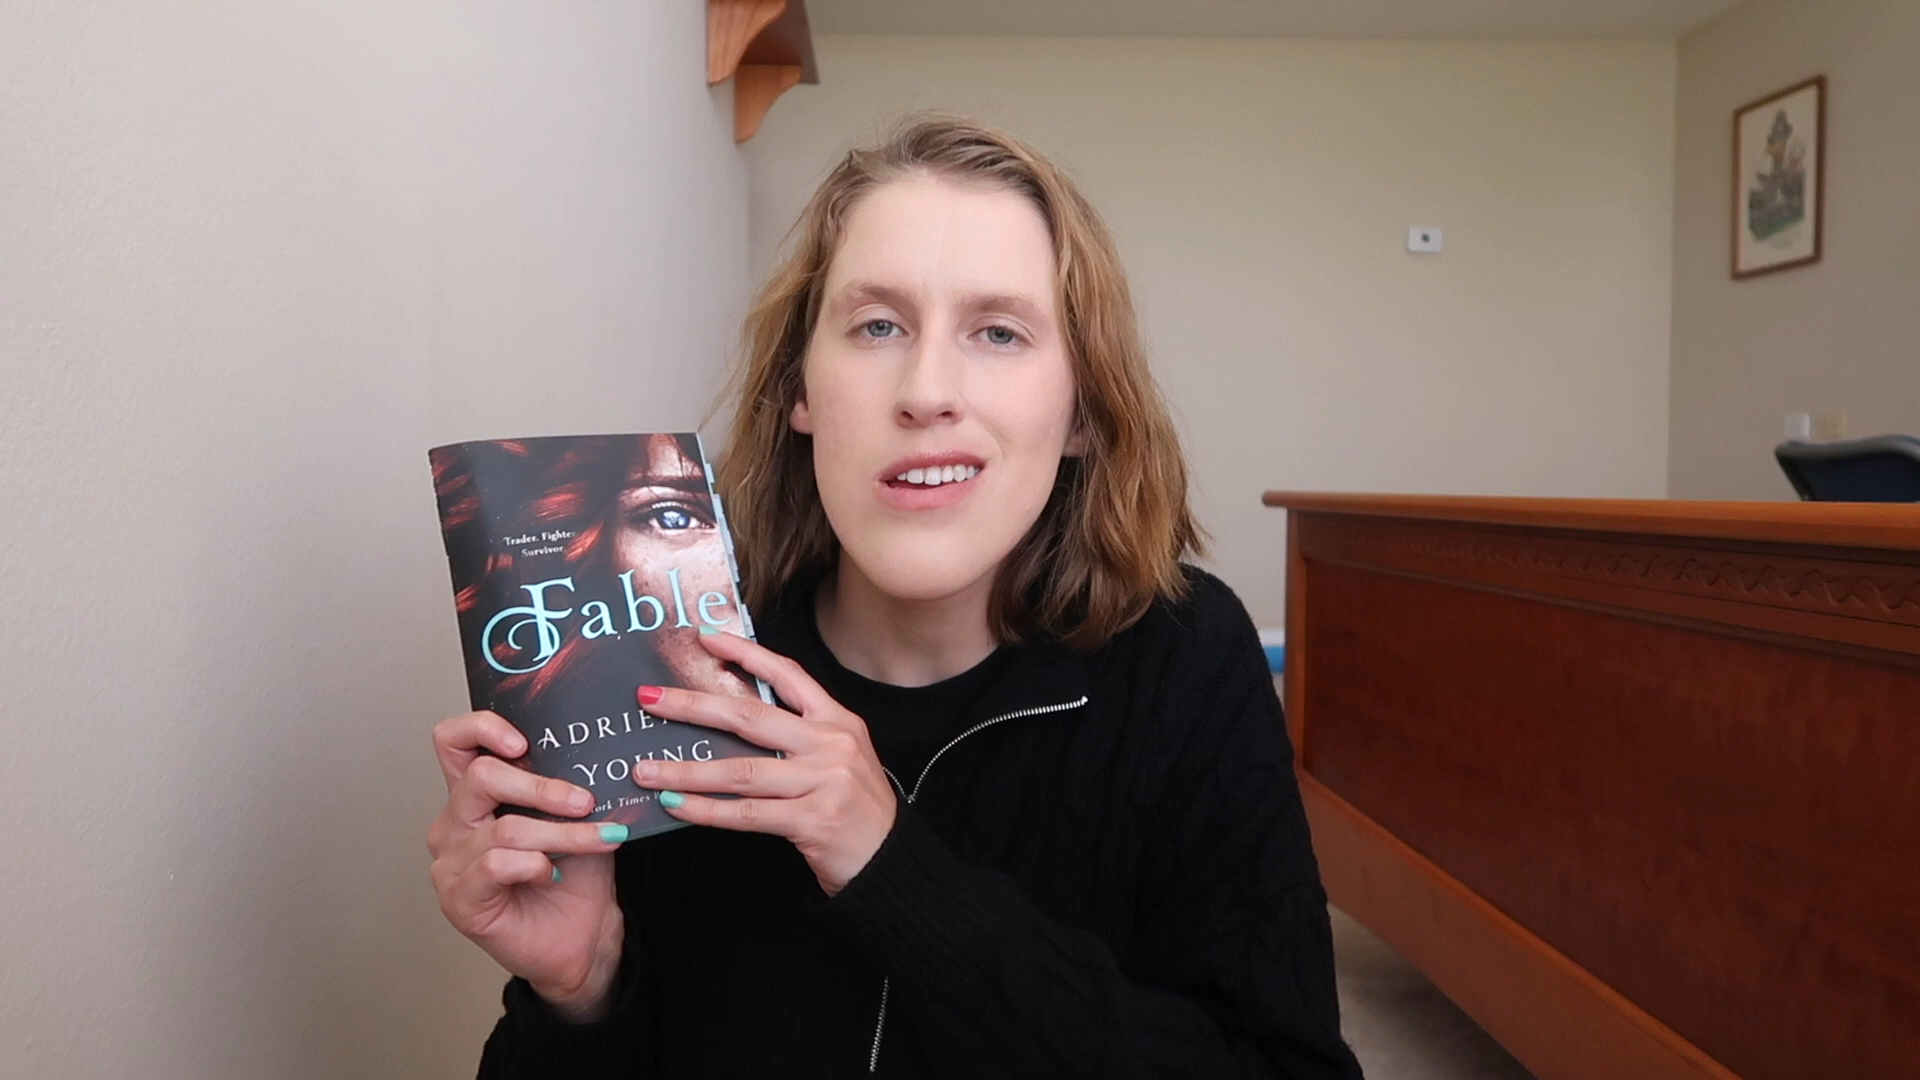 Trader. Fighter
Survivor
Fable
ADRIE
YOUNG
ork Times